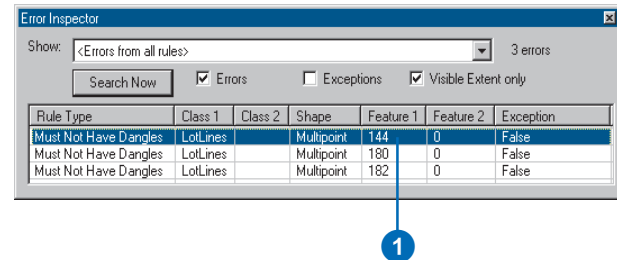 Error Inspector
Show: <Errors from all rules> 3 errors
Search Now Errors Exceptions Visible Extent only
Rule Type Class 1 Class 2 Shape Feature 1 Feature 2 Exception
Must Not Have Dangles LotLines Multipoint 144 0 False
Must Not Have Dangles LotLines Multipoint 180 0 False
Must Not Have Dangles LotLines Multipoint 182 0 False
1